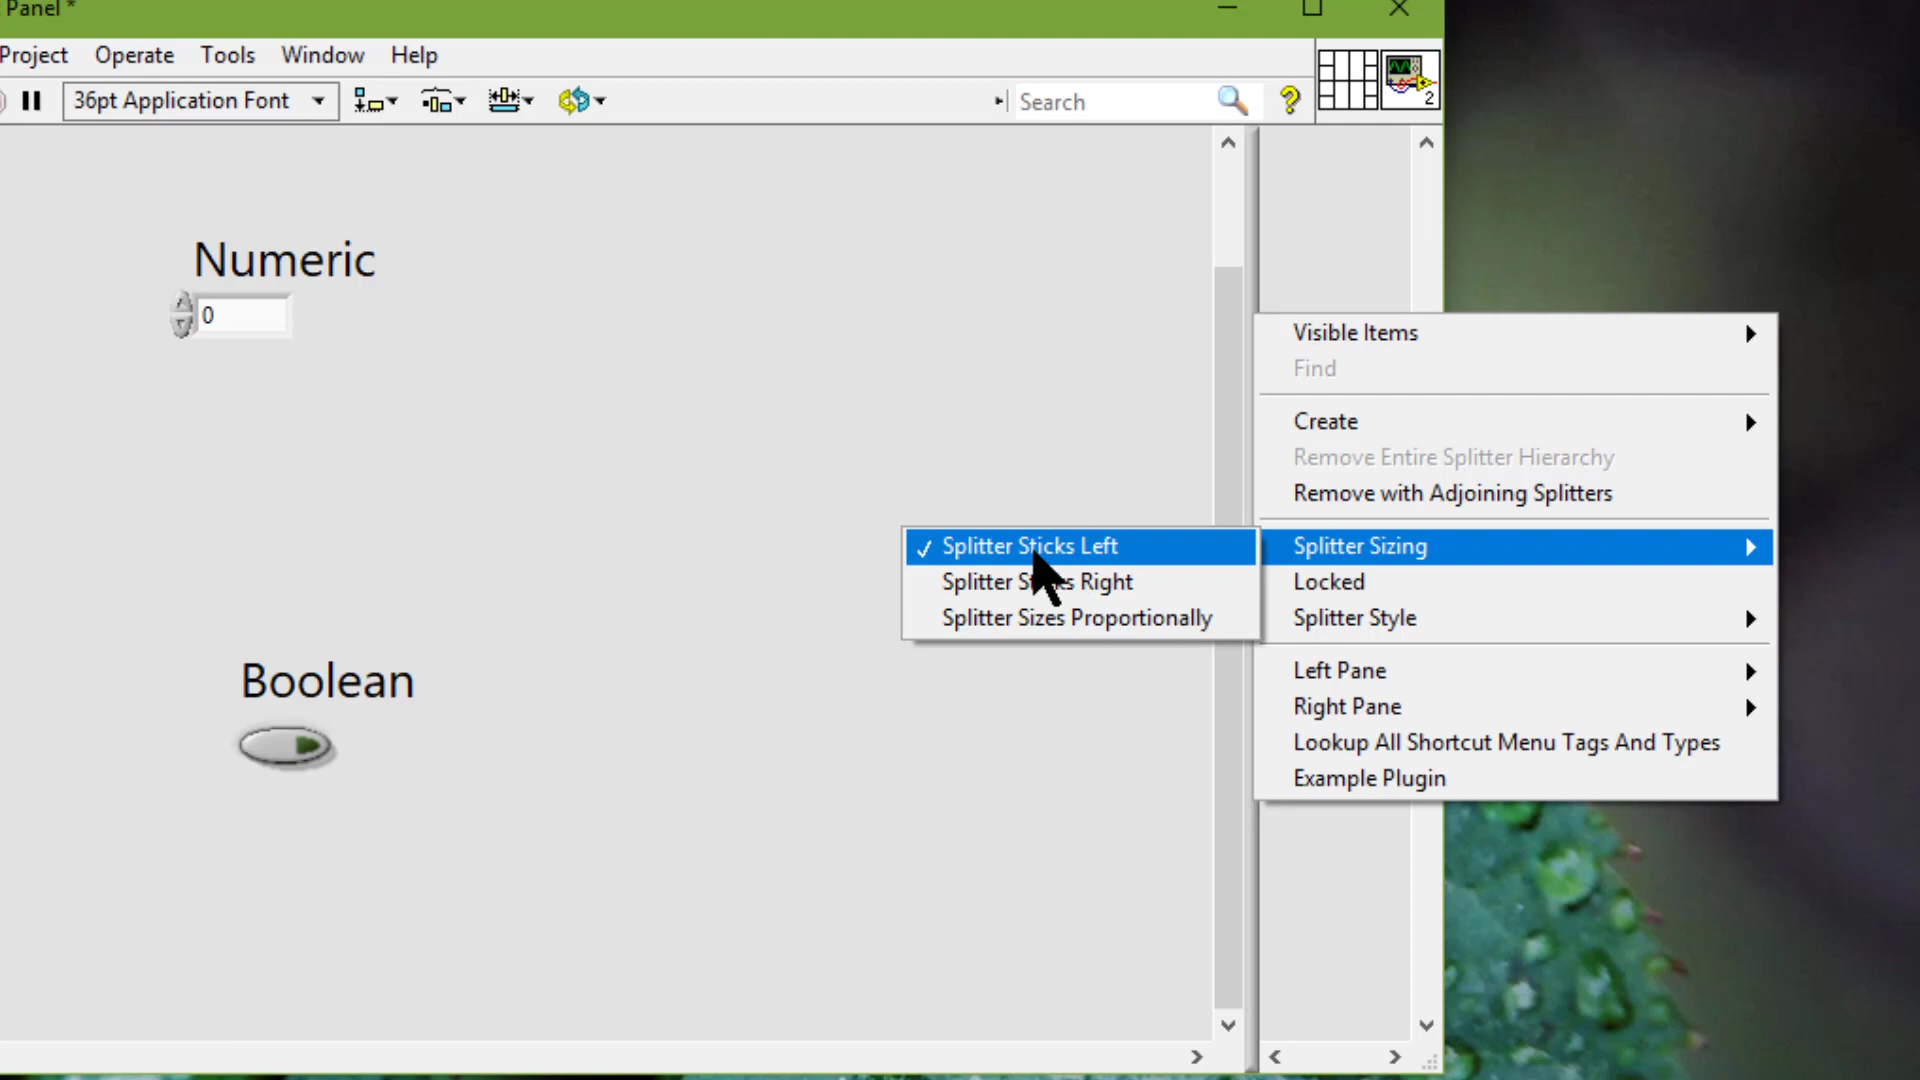 Panel *
Project Operate Tools Window Help
36pt Application Font
Search
2
Numeric
0
Boolean
Visible Items
Find
Create
Remove Entire Splitter Hierarchy
Remove with Adjoining Splitters
Splitter Sizing
Locked
Splitter Style
Left Pane
Right Pane
Lookup All Shortcut Menu Tags And Types
Example Plugin
✓ Splitter Sticks Left
Splitter Right
Splitter Sizes Proportionally